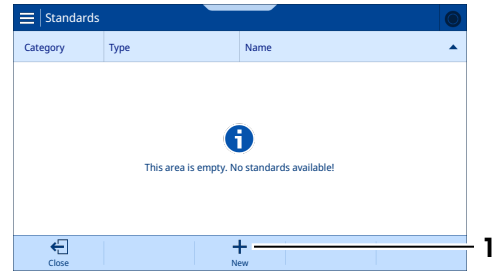 Standards
Category Type Name
This area is empty. No standards available!
Close New
1